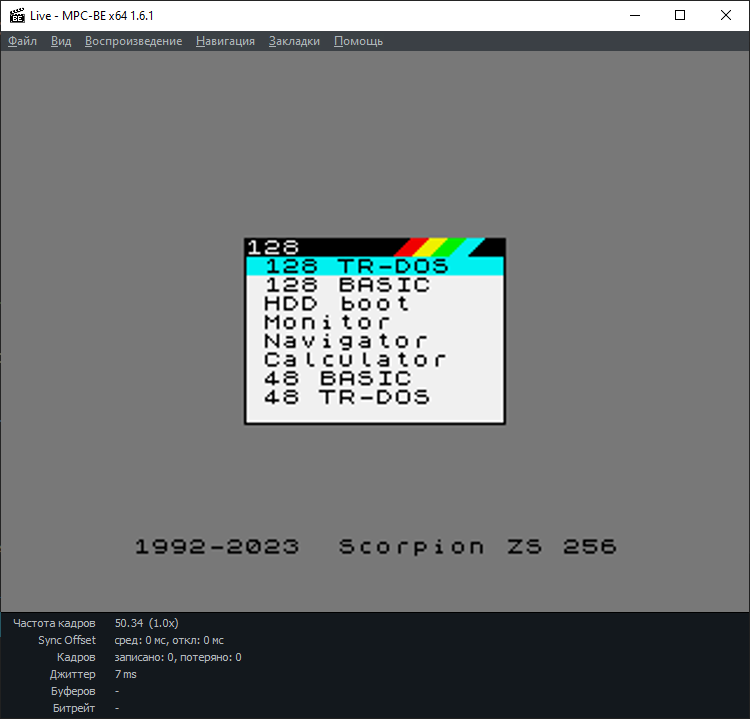 Live - MPC-BE x64 1.6.1
Файл Вид Воспроизведение Навигация Закладки Помощь
128
128 TR-DOS
128 BASIC
HDD boot
Monitor
Navigator
Calculator
48 BASIC
48 TR-DOS
1992-2023 Scorpion ZS 256
Частота кадров 50.34 (1.0x)
Sync Offset сред: 0 мс, откл: 0 мс
Кадров записано: 0, потеряно: 0
Джиттер 7 ms
Буферов -
Битрейт -